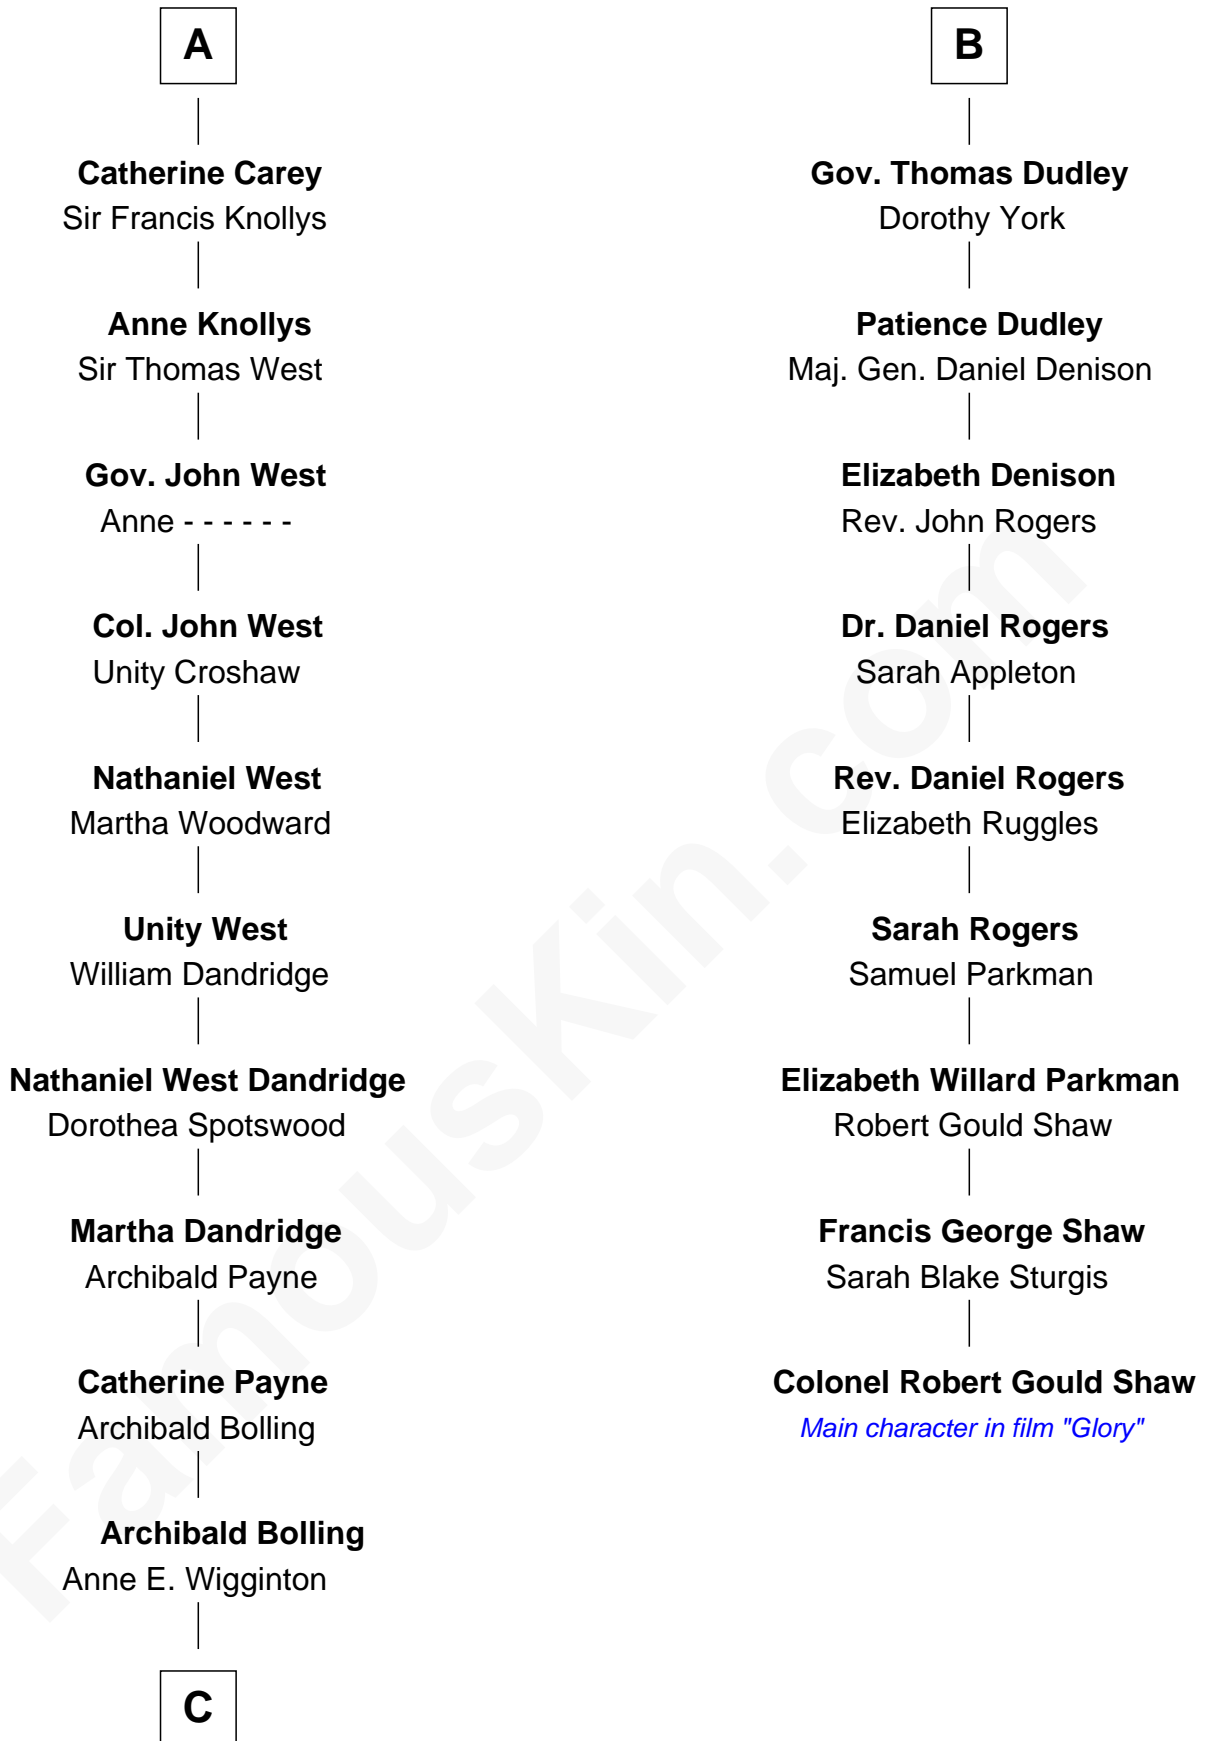 A
Catherine Carey
Sir Francis Knollys
Anne Knollys
Sir Thomas West
Gov. John West
Anne - - - - - -
Col. John West
Unity Croshaw
Nathaniel West
Martha Woodward
Unity West
William Dandridge
Nathaniel West Dandridge
Dorothea Spotswood
Martha Dandridge
Archibald Payne
Catherine Payne
Archibald Bolling
Archibald Bolling
Anne E. Wigginton
C
B
Gov. Thomas Dudley
Dorothy York
Patience Dudley
Maj. Gen. Daniel Denison
Elizabeth Denison
Rev. John Rogers
Dr. Daniel Rogers
Sarah Appleton
Rev. Daniel Rogers
Elizabeth Ruggles
Sarah Rogers
Samuel Parkman
Elizabeth Willard Parkman
Robert Gould Shaw
Francis George Shaw
Sarah Blake Sturgis
Colonel Robert Gould Shaw
Main character in film "Glory"
FamousKin.com